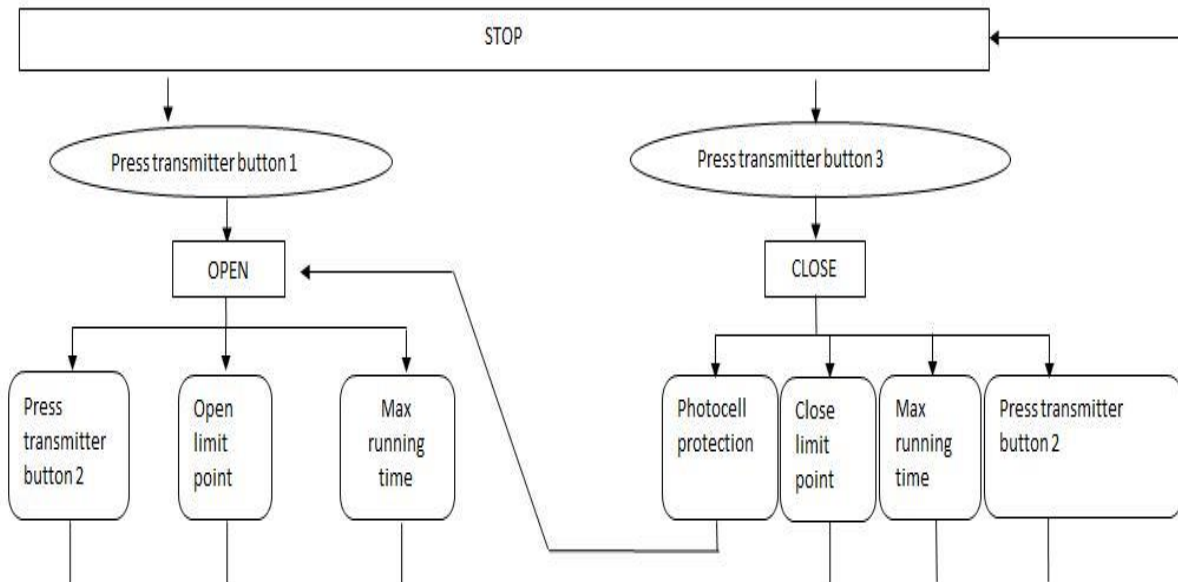 STOP
Press transmitter button 1
Press transmitter button 3
OPEN
CLOSE
Press
transmitter
button 2
Open
limit
point
Max
running
time
Photocell
protection
Close
limit
point
Max
running
time
Press transmitter
button 2